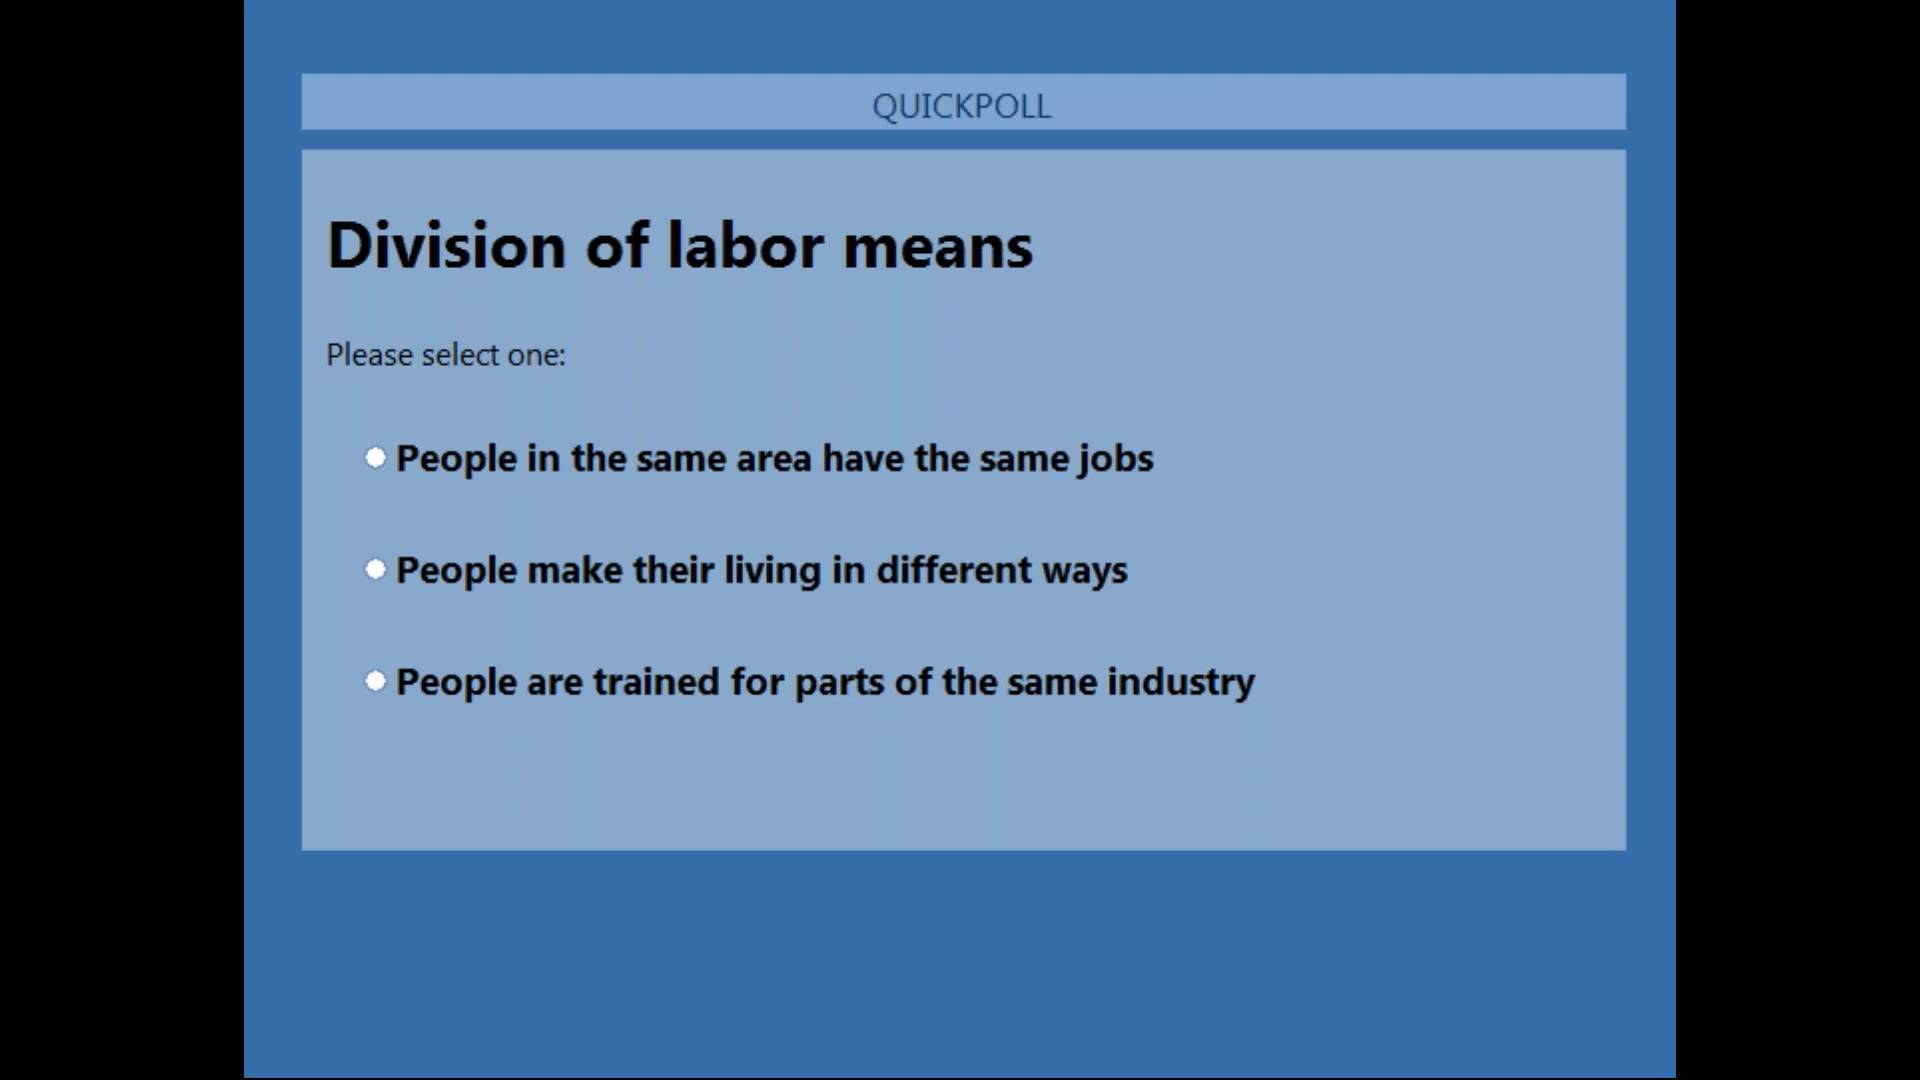 QUICKPOLL
Division of labor means
Please select one:
People in the same area have the same jobs
People make their living in different ways
People are trained for parts of the same industry